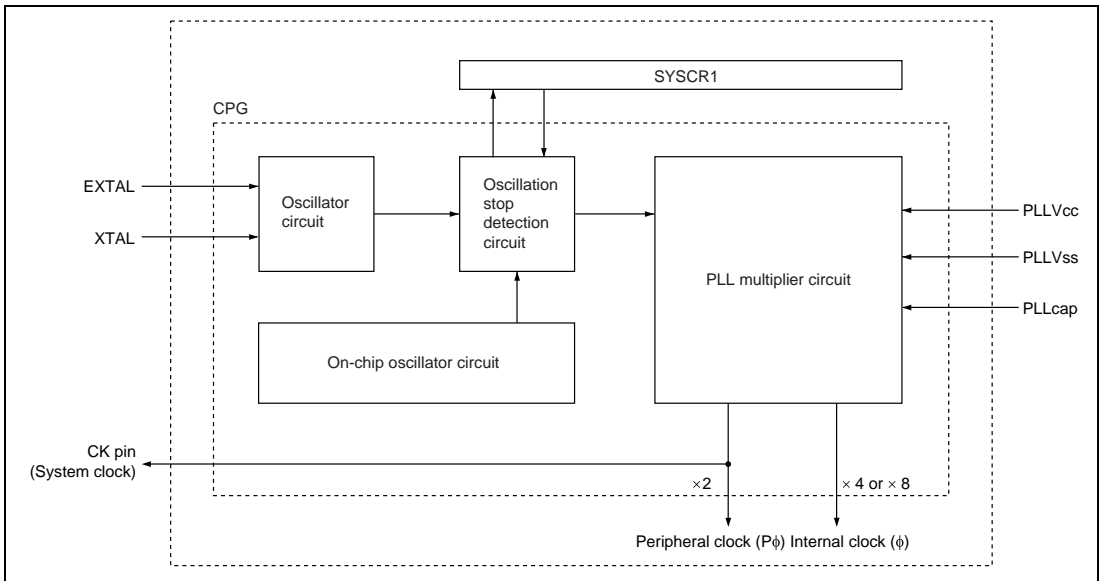 SYSCR1
CPG
EXTAL
XTAL
Oscillator
circuit
Oscillation
stop
detection
circuit
PLL multiplier circuit
PLLVcc
PLLVss
PLLcap
On-chip oscillator circuit
CK pin
(System clock)
×2
× 4 or × 8
Peripheral clock (Pϕ) Internal clock (ϕ)